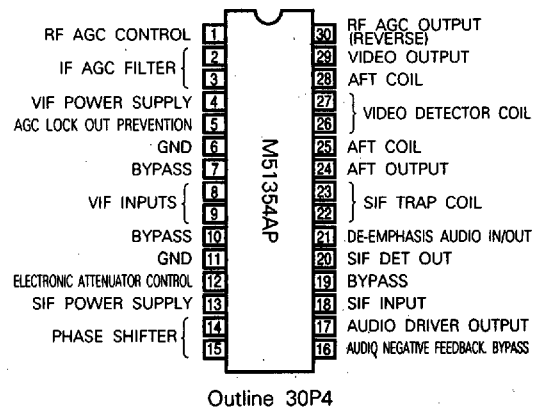 RF AGC CONTROL 1
IF AGC FILTER { 2
3
VIF POWER SUPPLY 4
AGC LOCK OUT PREVENTION 5
GND 6
BYPASS 7
VIF INPUTS { 8
9
BYPASS 10
GND 11
ELECTRONIC ATTENUATOR CONTROL 12
SIF POWER SUPPLY 13
PHASE SHIFTER { 14
15
M51354AP
30 RF AGC OUTPUT
(REVERSE)
29 VIDEO OUTPUT
28 AFT COIL
27
26 } VIDEO DETECTOR COIL
25 AFT COIL
24 AFT OUTPUT
23
22 } SIF TRAP COIL
21 DE-EMPHASIS AUDIO IN/OUT
20 SIF DET OUT
19 BYPASS
18 SIF INPUT
17 AUDIO DRIVER OUTPUT
16 AUDIO NEGATIVE FEEDBACK. BYPASS
Outline 30P4